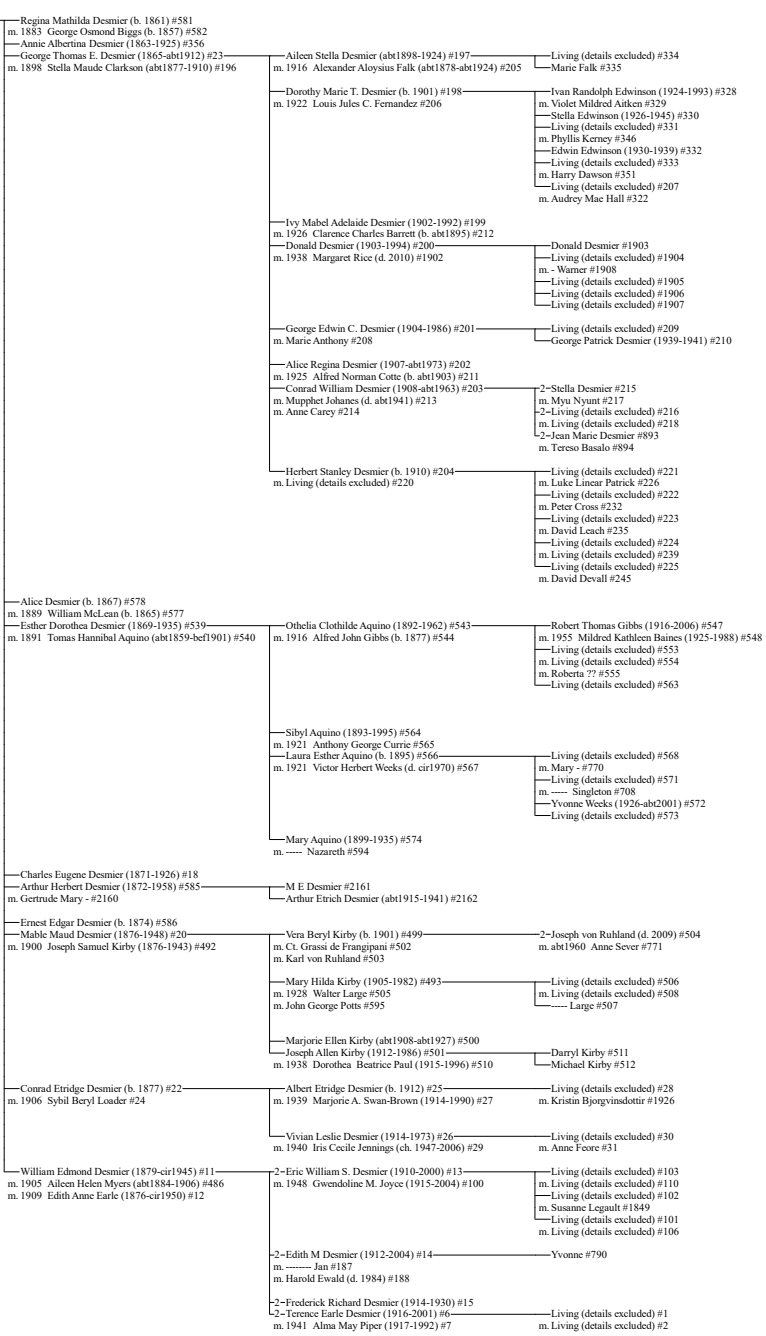 Regina Mathilda Desmier (b. 1861) #581
m. 1883 George Osmond Biggs (b. 1857) #582
Annie Albertina Desmier (1863-1925) #356
George Thomas E. Desmier (1865-abt1912) #23
m. 1898 Stella Maude Clarkson (abt1877-1910) #196
Aileen Stella Desmier (abt1898-1924) #197
m. 1916 Alexander Aloysius Falk (abt1878-abt1924) #205
Living (details excluded) #334
Marie Falk #335
Dorothy Marie T. Desmier (b. 1901) #198
m. 1922 Louis Jules C. Fernandez #206
Ivan Randolph Edwinson (1924-1993) #328
m. Violet Mildred Aitken #329
Stella Edwinson (1926-1945) #330
Living (details excluded) #331
m. Phyllis Kerney #346
Edwin Edwinson (1930-1939) #332
Living (details excluded) #333
m. Harry Dawson #351
Living (details excluded) #207
m. Audrey Mae Hall #322
Ivy Mabel Adelaide Desmier (1902-1992) #199
m. 1926 Clarence Charles Barrett (b. abt1895) #212
Donald Desmier (1903-1994) #200
m. 1938 Margaret Rice (d. 2010) #1902
Donald Desmier #1903
Living (details excluded) #1904
m. - Warner #1908
Living (details excluded) #1905
Living (details excluded) #1906
Living (details excluded) #1907
George Edwin C. Desmier (1904-1986) #201
m. Marie Anthony #208
Living (details excluded) #209
George Patrick Desmier (1939-1941) #210
Alice Regina Desmier (1907-abt1973) #202
m. 1925 Alfred Norman Cotte (b. abt1903) #211
Conrad William Desmier (1908-abt1963) #203
m. Mupphet Johanes (d. abt1941) #213
m. Anne Carey #214
2-Stella Desmier #215
m. Myu Nyunt #217
2-Living (details excluded) #216
m. Living (details excluded) #218
2-Jean Marie Desmier #893
m. Tereso Basalo #894
Herbert Stanley Desmier (b. 1910) #204
m. Living (details excluded) #220
Living (details excluded) #221
m. Luke Linear Patrick #226
Living (details excluded) #222
m. Peter Cross #232
Living (details excluded) #223
m. David Leach #235
Living (details excluded) #224
m. Living (details excluded) #239
Living (details excluded) #225
m. David Devall #245
Alice Desmier (b. 1867) #578
m. 1889 William McLean (b. 1865) #577
Esther Dorothea Desmier (1869-1935) #539
m. 1891 Tomas Hannibal Aquino (abt1859-bef1901) #540
Othelia Clothilde Aquino (1892-1962) #543
m. 1916 Alfred John Gibbs (b. 1877) #544
Robert Thomas Gibbs (1916-2006) #547
m. 1955 Mildred Kathleen Baines (1925-1988) #548
Living (details excluded) #553
m. Living (details excluded) #554
m. Roberta ?? #555
Living (details excluded) #563
Sibyl Aquino (1893-1995) #564
m. 1921 Anthony George Currie #565
Laura Esther Aquino (b. 1895) #566
m. 1921 Victor Herbert Weeks (d. cir1970) #567
Living (details excluded) #568
m. Mary - #770
Living (details excluded) #571
m. ----- Singleton #708
Yvonne Weeks (1926-abt2001) #572
Living (details excluded) #573
Mary Aquino (1899-1935) #574
m. ----- Nazareth #594
Charles Eugene Desmier (1871-1926) #18
Arthur Herbert Desmier (1872-1958) #585
m. Gertrude Mary - #2160
M E Desmier #2161
Arthur Etrich Desmier (abt1915-1941) #2162
Ernest Edgar Desmier (b. 1874) #586
Mable Maud Desmier (1876-1948) #20
m. 1900 Joseph Samuel Kirby (1876-1943) #492
Vera Beryl Kirby (b. 1901) #499
m. Ct. Grassi de Frangipani #502
m. Karl von Ruhland #503
2-Joseph von Ruhland (d. 2009) #504
m. abt1960 Anne Sever #771
Mary Hilda Kirby (1905-1982) #493
m. 1928 Walter Large #505
m. John George Potts #595
Living (details excluded) #506
m. Living (details excluded) #508
----- Large #507
Marjorie Ellen Kirby (abt1908-abt1927) #500
Joseph Allen Kirby (1912-1986) #501
m. 1938 Dorothea Beatrice Paul (1915-1996) #510
Darryl Kirby #511
Michael Kirby #512
Conrad Etridge Desmier (b. 1877) #22
m. 1906 Sybil Beryl Loader #24
Albert Etridge Desmier (b. 1912) #25
m. 1939 Marjorie A. Swan-Brown (1914-1990) #27
Living (details excluded) #28
m. Kristin Bjorgvinsdottir #1926
Vivian Leslie Desmier (1914-1973) #26
m. 1940 Iris Cecile Jennings (ch. 1947-2006) #29
Living (details excluded) #30
m. Anne Feore #31
William Edmond Desmier (1879-cir1945) #11
m. 1905 Aileen Helen Myers (abt1884-1906) #486
m. 1909 Edith Anne Earle (1876-cir1950) #12
2-Eric William S. Desmier (1910-2000) #13
m. 1948 Gwendoline M. Joyce (1915-2004) #100
Living (details excluded) #103
m. Living (details excluded) #110
Living (details excluded) #102
m. Susanne Legault #1849
Living (details excluded) #101
m. Living (details excluded) #106
2-Edith M Desmier (1912-2004) #14
m. -------- Jan #187
m. Harold Ewald (d. 1984) #188
Yvonne #790
2-Frederick Richard Desmier (1914-1930) #15
2-Terence Earle Desmier (1916-2001) #6
m. 1941 Alma May Piper (1917-1992) #7
Living (details excluded) #1
m. Living (details excluded) #2